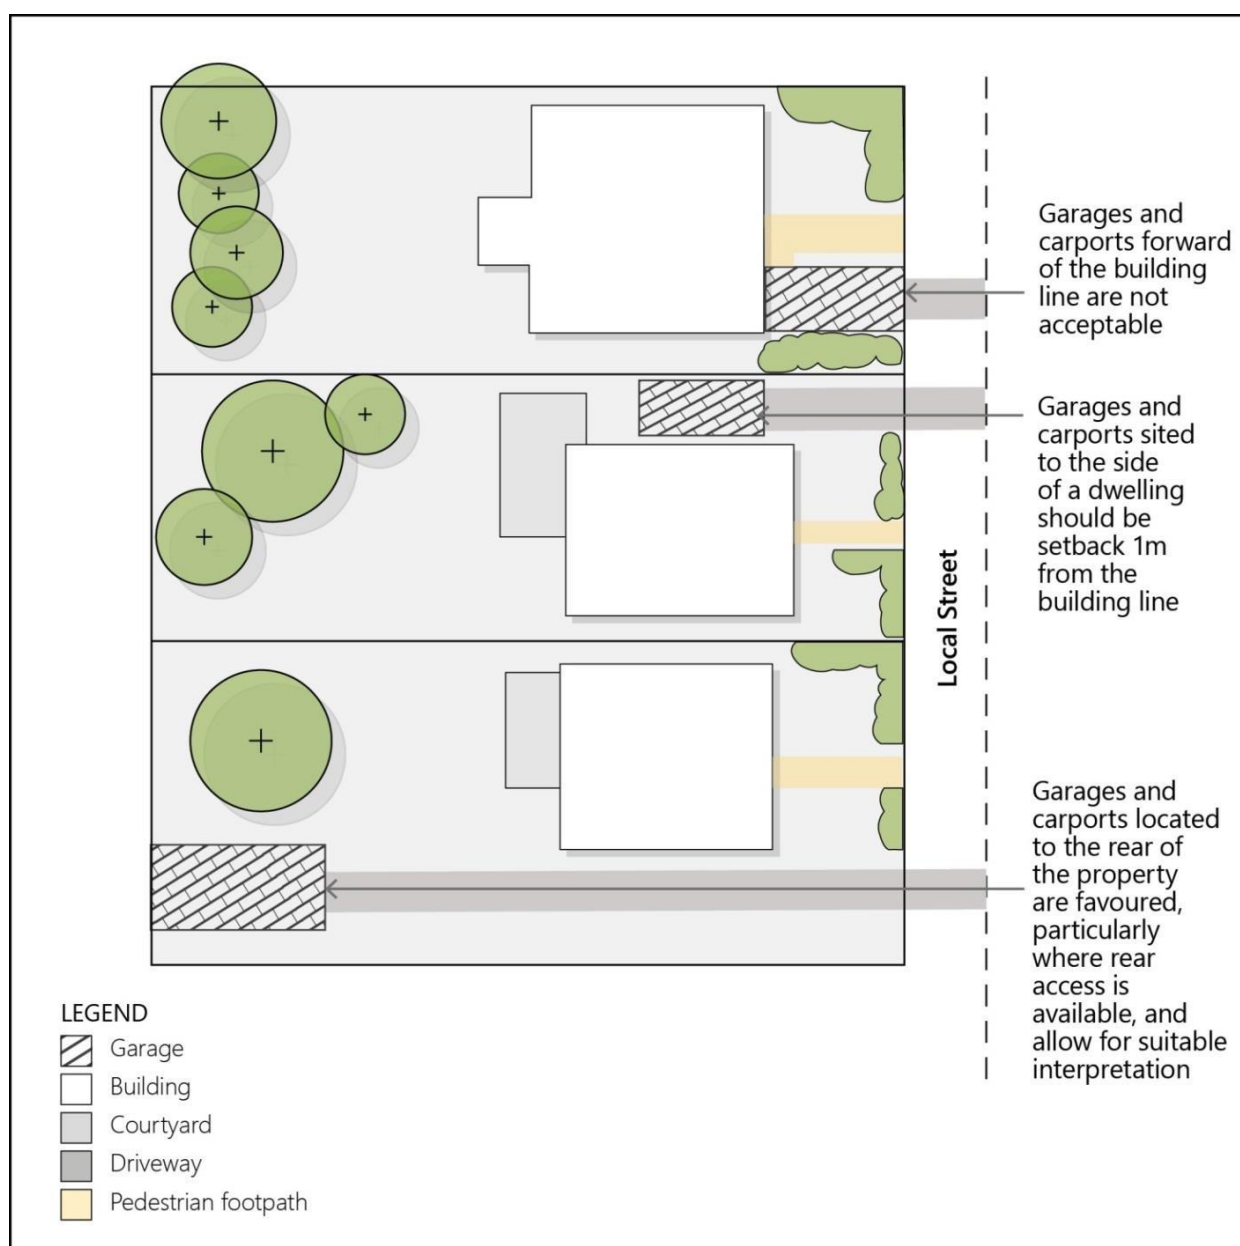 Garages and
carports forward
of the building
line are not
acceptable
Garages and
carports sited
to the side
of a dwelling
should be
setback 1m
from the
building line
Local Street
Garages and
carports located
to the rear of
the property
are favoured,
particularly
where rear
access is
available, and
allow for suitable
interpretation
LEGEND
Garage
Building
Courtyard
Driveway
Pedestrian footpath